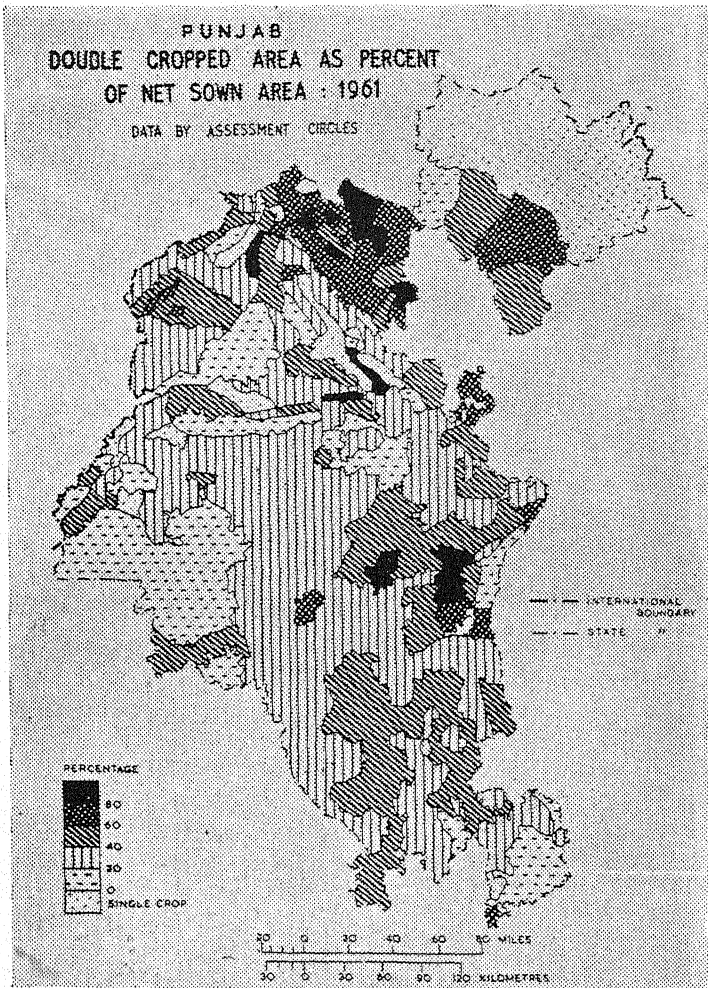 PUNJAB
DOUBLE CROPPED AREA AS PERCENT
OF NET SOWN AREA : 1961
DATA BY ASSESSMENT CIRCLES
INTERNATIONAL
BOUNDARY
STATE "
PERCENTAGE
80
60
40
20
0
SINGLE CROP
20 0 20 40 60 80 MILES
30 0 30 60 90 120 KILOMETRES